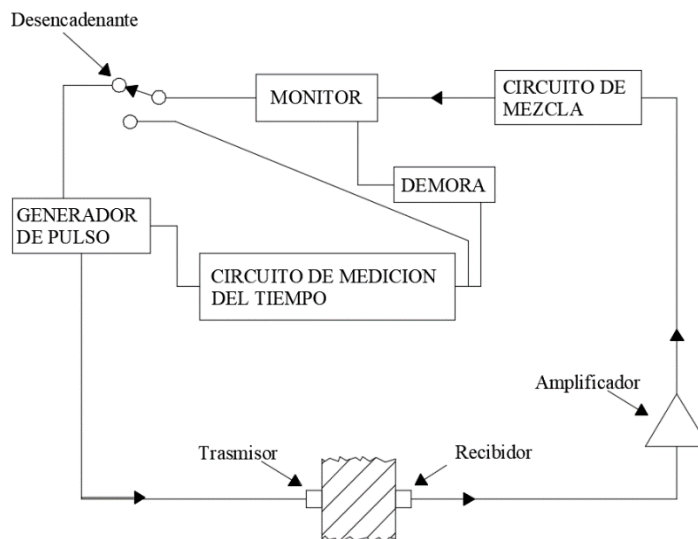 Desencadenante
MONITOR
CIRCUITO DE
MEZCLA
DEMORA
GENERADOR
DE PULSO
CIRCUITO DE MEDICION
DEL TIEMPO
Amplificador
Trasmisor
Recibidor